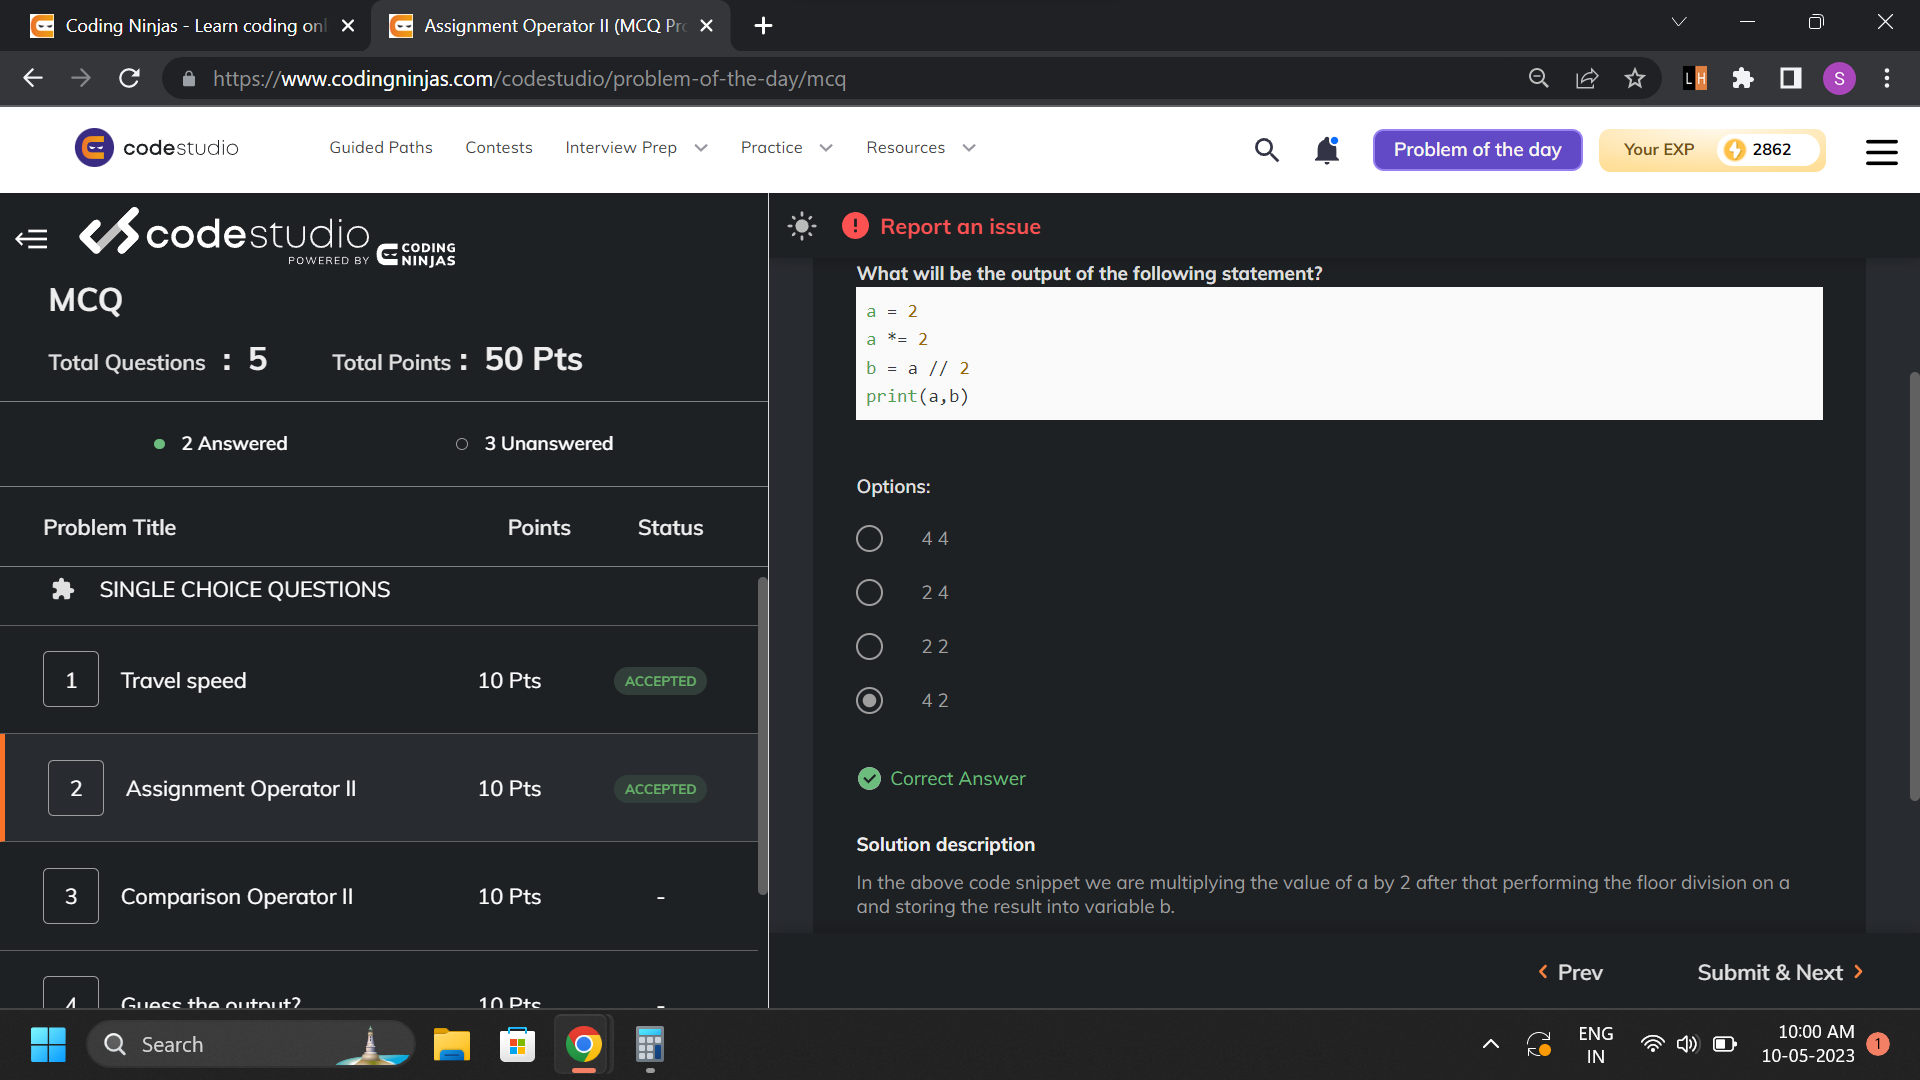 Coding Ninjas - Learn coding onl
Assignment Operator II (MCQ Pr
https://www.codingninjas.com/codestudio/problem-of-the-day/mcq
L H
S
codestudio
Guided Paths
Contests
Interview Prep
Practice
Resources
Problem of the day
Your EXP
2862
codestudio
POWERED BY
CODING
NINJAS
MCQ
Total Questions : 5
Total Points : 50 Pts
2 Answered
3 Unanswered
Problem Title
Points
Status
SINGLE CHOICE QUESTIONS
1
Travel speed
10 Pts
ACCEPTED
2
Assignment Operator II
10 Pts
ACCEPTED
3
Comparison Operator II
10 Pts
-
4
Guess the output?
10 Pts
-
Report an issue
What will be the output of the following statement?
a = 2
a *= 2
b = a // 2
print(a,b)
Options:
4 4
2 4
2 2
4 2
Correct Answer
Solution description
In the above code snippet we are multiplying the value of a by 2 after that performing the floor division on a
and storing the result into variable b.
Prev
Submit & Next
Search
ENG
IN
10:00 AM
10-05-2023
1